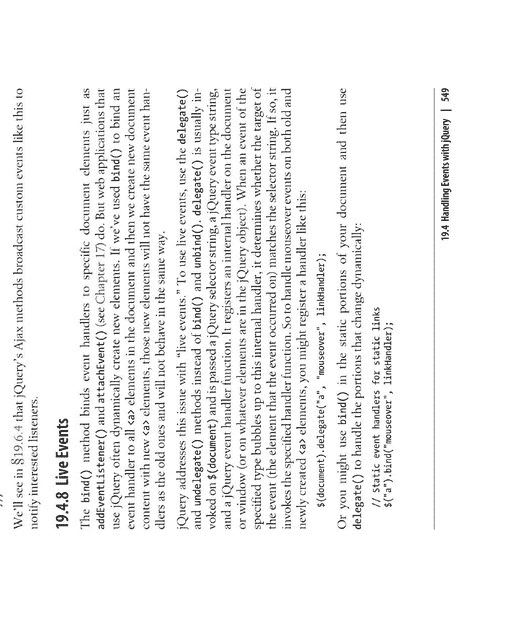 });
We'll see in §19.6.4 that jQuery's Ajax methods broadcast custom events like this to
notify interested listeners.
19.4.8 Live Events
The bind() method binds event handlers to specific document elements just as
addEventListener() and attachEvent() (see Chapter 17) do. But web applications that
use jQuery often dynamically create new elements. If we've used bind() to bind an
event handler to all <a> elements in the document and then we create new document
content with new <a> elements, those new elements will not have the same event han-
dlers as the old ones and will not behave in the same way.
jQuery addresses this issue with "live events." To use live events, use the delegate()
and undelegate() methods instead of bind() and unbind(). delegate() is usually in-
voked on $(document) and is passed a jQuery selector string, a jQuery event type string,
and a jQuery event handler function. It registers an internal handler on the document
or window (or on whatever elements are in the jQuery object). When an event of the
specified type bubbles up to this internal handler, it determines whether the target of
the event (the element that the event occurred on) matches the selector string. If so, it
invokes the specified handler function. So to handle mouseover events on both old and
newly created <a> elements, you might register a handler like this:
$(document).delegate("a", "mouseover", linkHandler);
Or you might use bind() in the static portions of your document and then use
delegate() to handle the portions that change dynamically:
// Static event handlers for static links
$("a").bind("mouseover", linkHandler);
19.4 Handling Events with jQuery | 549